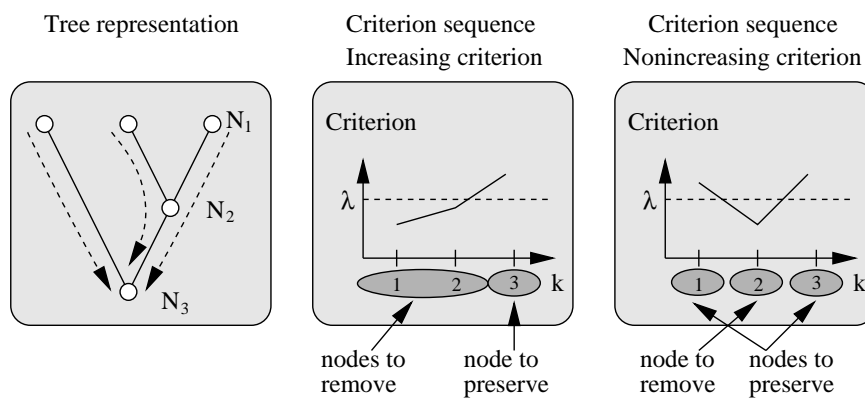 Tree representation
N1
N2
N3
Criterion sequence
Increasing criterion
Criterion
λ
1 2 3 k
nodes to
remove
node to
preserve
Criterion sequence
Nonincreasing criterion
Criterion
λ
1 2 3 k
node to
remove
nodes to
preserve